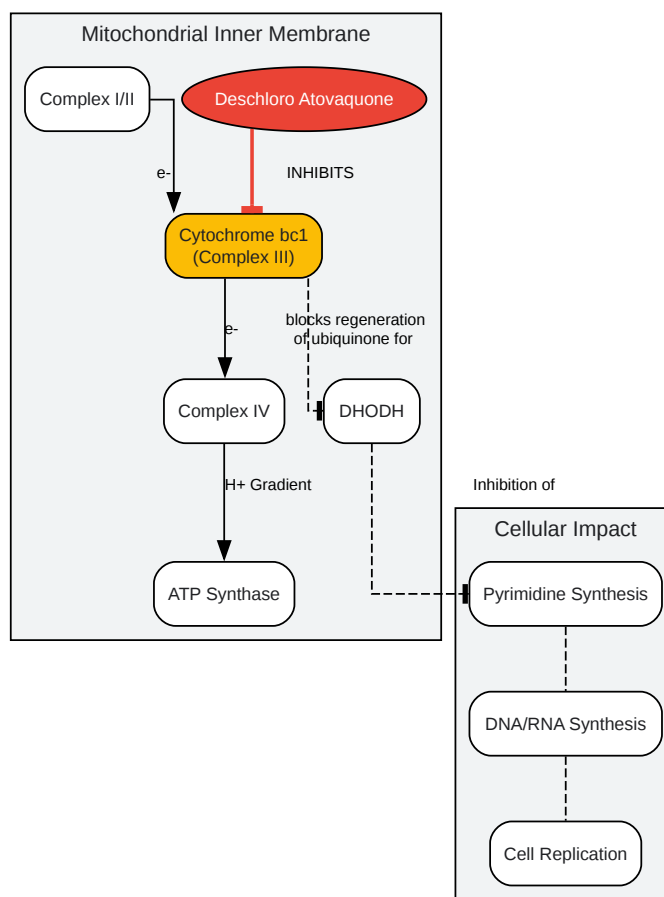 Mitochondrial Inner Membrane
Complex I/II
Deschloro Atovaquone
e-
INHIBITS
Cytochrome bc1
(Complex III)
e-
blocks regeneration
of ubiquinone for
Complex IV
DHODH
H+ Gradient
Inhibition of
Cellular Impact
ATP Synthase
Pyrimidine Synthesis
DNA/RNA Synthesis
Cell Replication